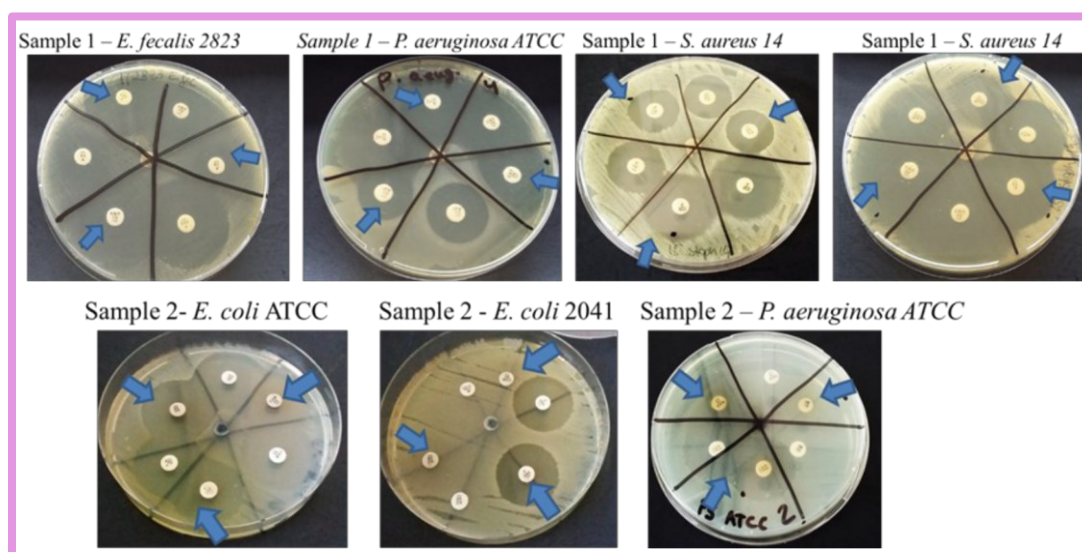 Sample 1 – E. fecalis 2823
Sample 1 – P. aeruginosa ATCC
Sample 1 – S. aureus 14
Sample 1 – S. aureus 14
P. aeug.
Sample 2- E. coli ATCC
Sample 2 - E. coli 2041
Sample 2 – P. aeruginosa ATCC
ATCC 2